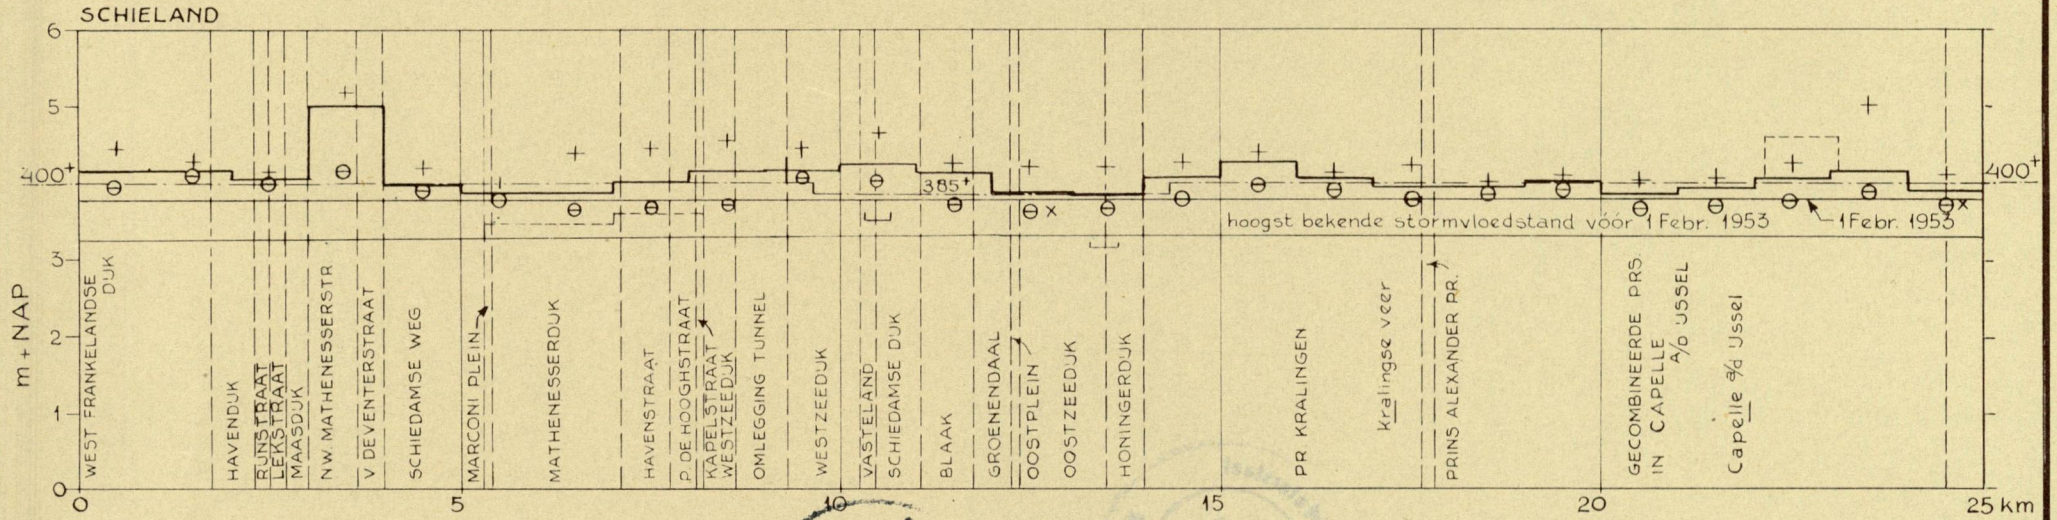 SCHIELAND
6
5
400+
3
2
1
0
m + NAP
385+
400+
hoogst bekende stormvloedstand vóór 1 Febr. 1953
1 Febr. 1953
WEST FRANKELANDSE
DIJK
HAVENDIJK
RIJNSTRAAT
LEKSTRAAT
MAASDIJK
NW. MATHENESSERSTR
V DEVENTERSTRAAT
SCHIEDAMSE WEG
MARCONI PLEIN
MATHENESSERDIJK
HAVENSTRAAT
P. DE HOOGHSTRAAT
KAPELSTRAAT
WESTZEEDIJK
OMLEGGING TUNNEL
WESTZEEDIJK
VASTELAND
SCHIEDAMSE DIJK
BLAAK
GROENENDAAL
OOSTPLEIN
OOSTZEEDIJK
HONINGERDIJK
PR KRALINGEN
Kralingse veer
PRINS ALEXANDER PR.
GECOMBINEERDE PRS.
IN CAPELLE
A/D IJSSEL
Capelle a/d IJssel
0
5
10
15
20
25 km